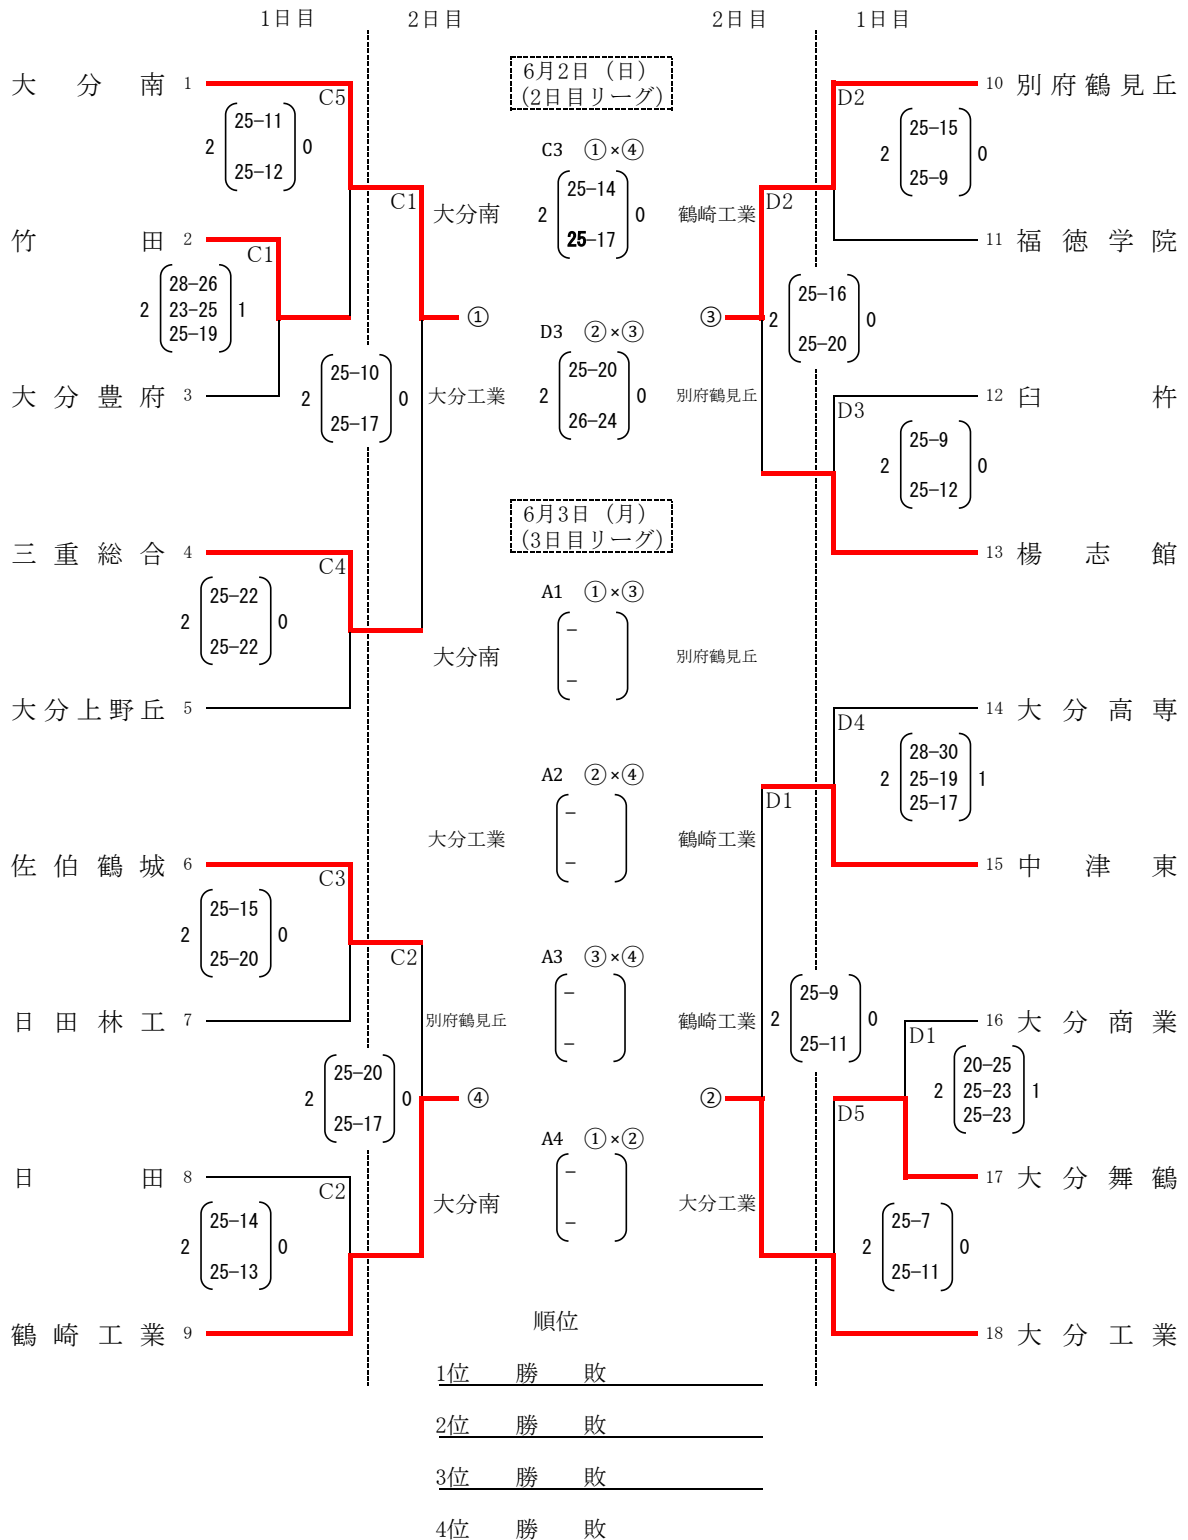 1日目 2日目 2日目 1日目
6月2日（日）
(2日目リーグ)
大分南 1
C5
2 25−11 0
25−12
竹田 2
C1
28−26
2 23−25 1
25−19
大分豊府 3
C1
①
2 25−10 0
25−17
三重総合 4
C4
2 25−22 0
25−22
大分上野丘 5
佐伯鶴城 6
C3
2 25−15 0
25−20
日田林工 7
C2
④
2 25−20 0
25−17
日田 8
C2
2 25−14 0
25−13
鶴崎工業 9
C3 ①×④
大分南 2 25−14 0 鶴崎工業
25−17
D3 ②×③
大分工業 2 25−20 0 別府鶴見丘
26−24
6月3日（月）
(3日目リーグ)
A1 ①×③
−
大分南 別府鶴見丘
−
A2 ②×④
−
大分工業 鶴崎工業
−
A3 ③×④
−
別府鶴見丘 鶴崎工業
−
A4 ①×②
−
大分南 大分工業
−
順位
1位 勝 敗
2位 勝 敗
3位 勝 敗
4位 勝 敗
10 別府鶴見丘
D2
2 25−15 0
25−9
11 福徳学院
D2
③
2 25−16 0
25−20
12 臼杵
D3
2 25−9 0
25−12
13 楊志館
14 大分高専
D4
28−30
2 25−19 1
25−17
15 中津東
D1
②
2 25−9 0
25−11
16 大分商業
D1
20−25
2 25−23 1
25−23
17 大分舞鶴
D5
2 25−7 0
25−11
18 大分工業